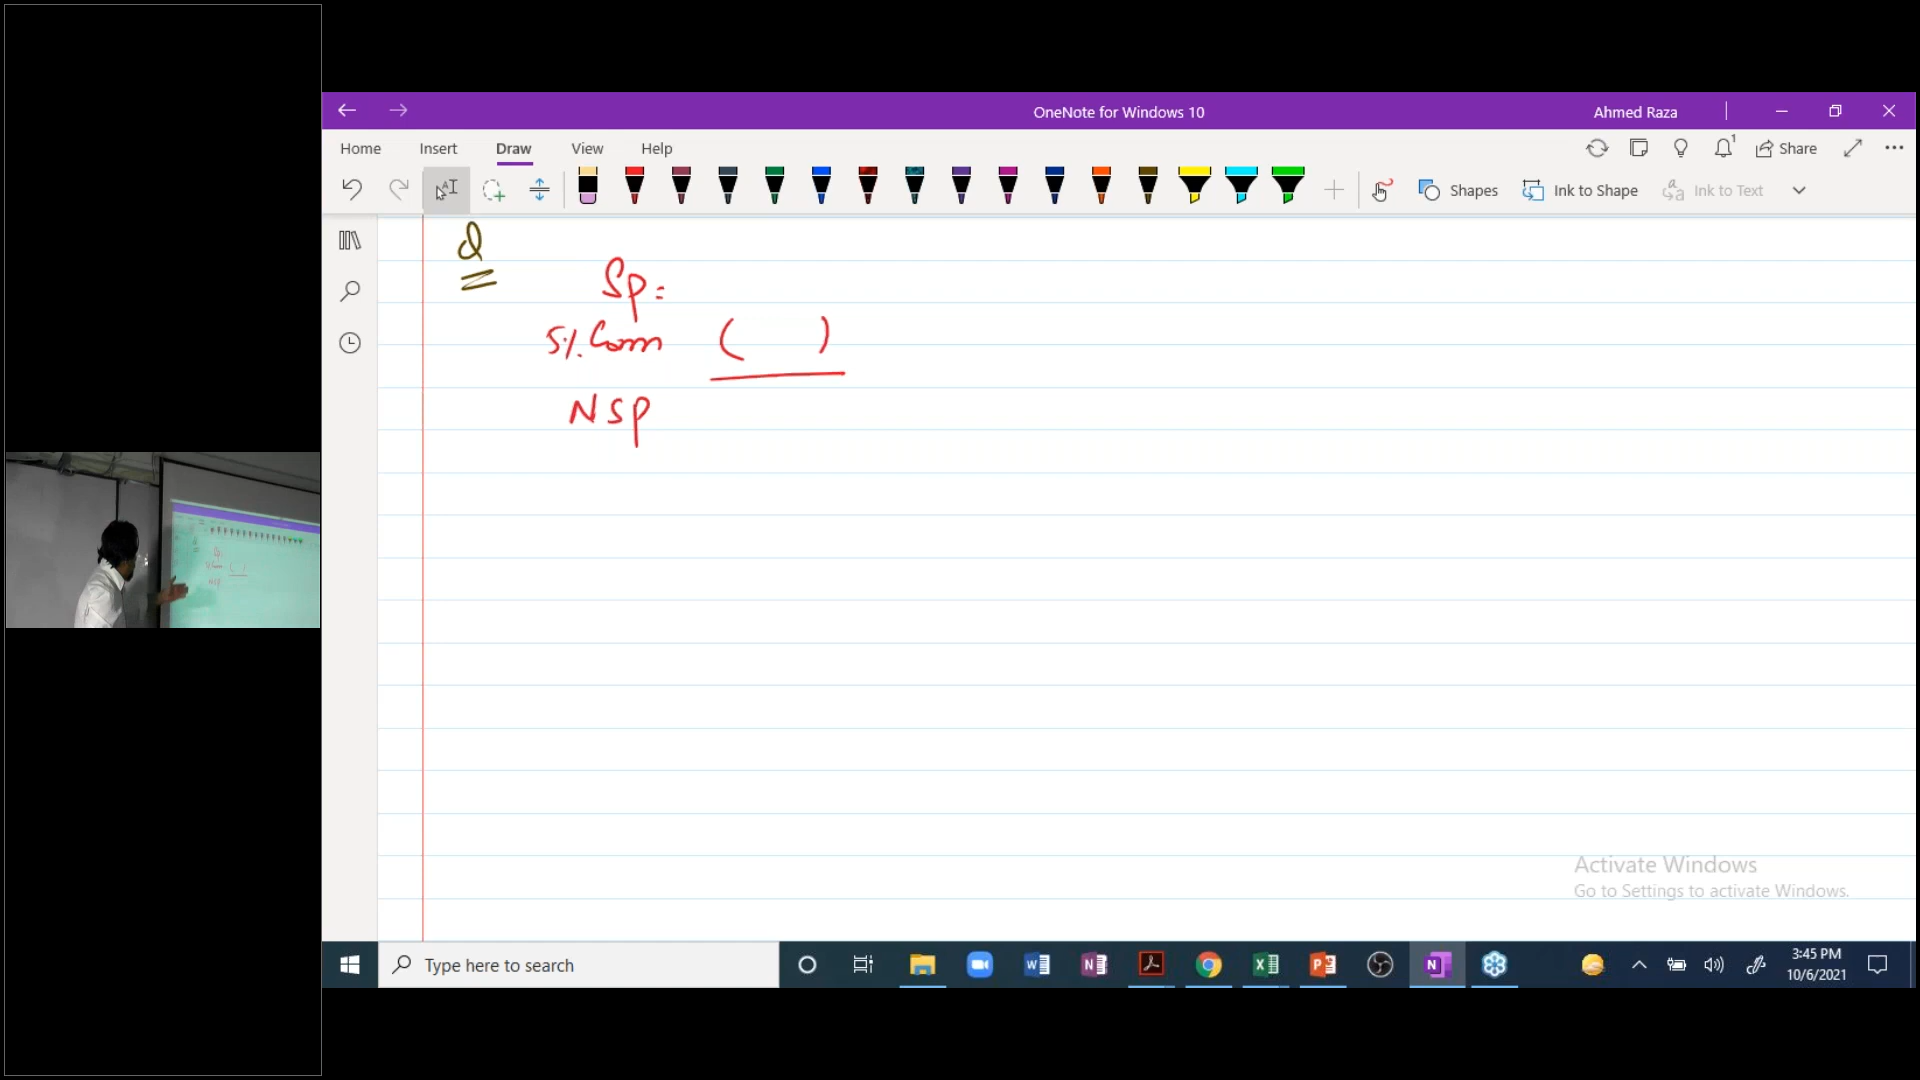 OneNote for Windows 10
Ahmed Raza
Home Insert Draw View Help
1
Share
Shapes
Ink to Shape
Ink to Text
Q
Sp =
5%. Com ( )
NSP
Activate Windows
Go to Settings to activate Windows.
Type here to search
3:45 PM
10/6/2021